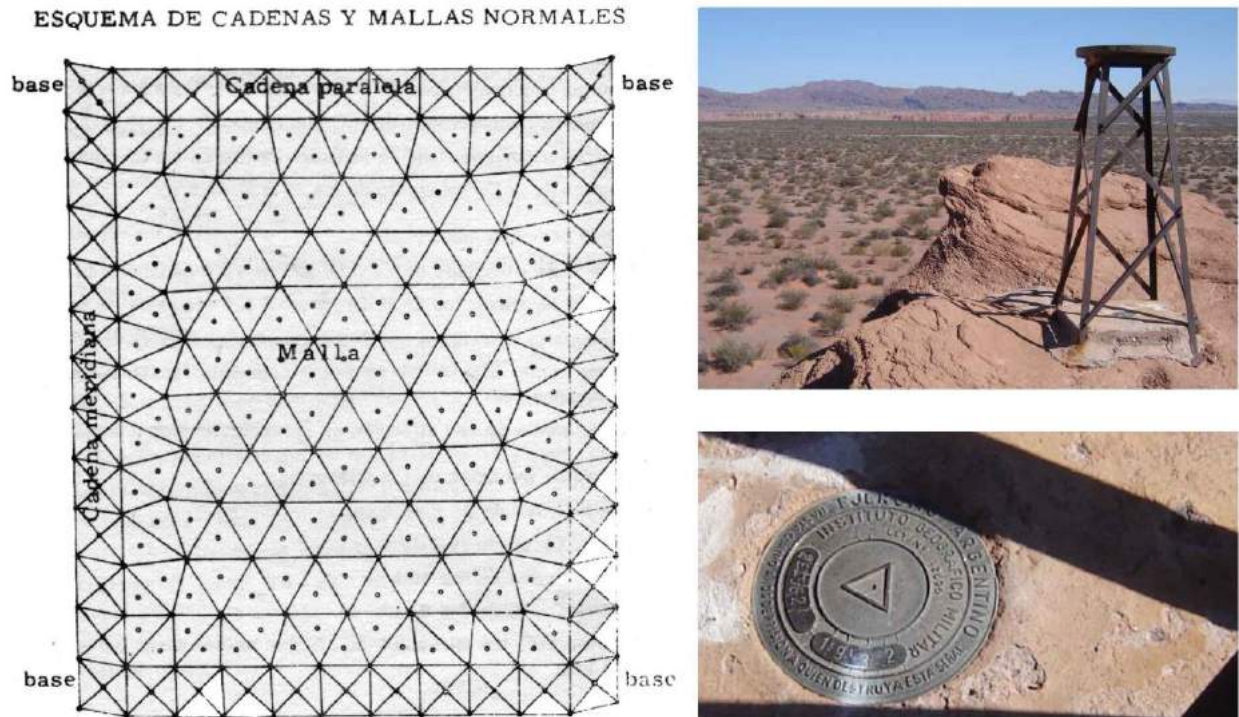 ESQUEMA DE CADENAS Y MALLAS NORMALES
base
base
Cadena paralela
Malla
Cadena meridiana
base
base
EJERCITO ARGENTINO
INSTITUTO GEOGRAFICO MILITAR
A QUIEN DESTRUYA ESTA SEÑAL